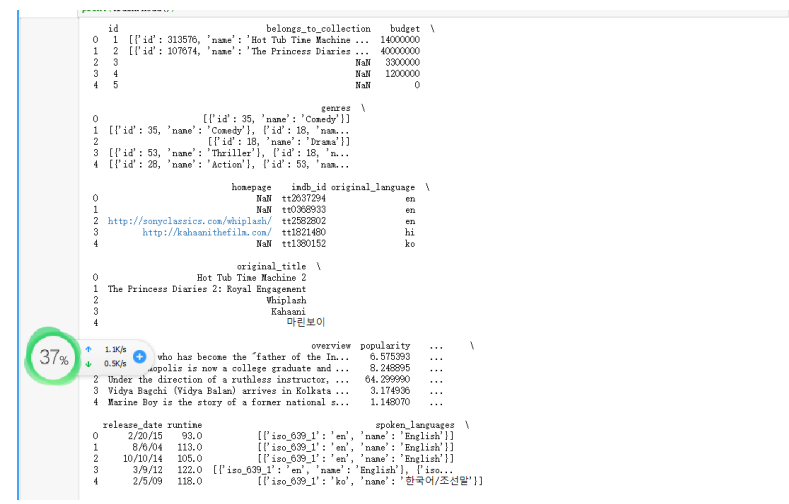 id belongs_to_collection budget \
0 1 [{'id': 313576, 'name': 'Hot Tub Time Machine ... 14000000
1 2 [{'id': 107674, 'name': 'The Princess Diaries ... 40000000
2 3 NaN 3300000
3 4 NaN 1200000
4 5 NaN 0
genres \
0 [{'id': 35, 'name': 'Comedy'}]
1 [{'id': 35, 'name': 'Comedy'}, {'id': 18, 'nam...
2 [{'id': 18, 'name': 'Drama'}]
3 [{'id': 53, 'name': 'Thriller'}, {'id': 18, 'n...
4 [{'id': 28, 'name': 'Action'}, {'id': 53, 'nam...
homepage imdb_id original_language \
0 NaN tt2637294 en
1 NaN tt0368933 en
2 http://sonyclassics.com/whiplash/ tt2582802 en
3 http://kahaanithefilm.com/ tt1821480 hi
4 NaN tt1380152 ko
original_title \
0 Hot Tub Time Machine 2
1 The Princess Diaries 2: Royal Engagement
2 Whiplash
3 Kahaani
4 마린보이
overview popularity ... \
who has become the "father of the In... 6.575393 ...
is now a college graduate and ... 8.248895 ...
2 Under the direction of a ruthless instructor, ... 64.299990 ...
3 Vidya Bagchi (Vidya Balan) arrives in Kolkata ... 3.174936 ...
4 Marine Boy is the story of a former national s... 1.148070 ...
37%
1.1K/s
0.5K/s
release_date runtime spoken_languages \
0 2/20/15 93.0 [{'iso_639_1': 'en', 'name': 'English'}]
1 8/6/04 113.0 [{'iso_639_1': 'en', 'name': 'English'}]
2 10/10/14 105.0 [{'iso_639_1': 'en', 'name': 'English'}]
3 3/9/12 122.0 [{'iso_639_1': 'en', 'name': 'English'}, {'iso...
4 2/5/09 118.0 [{'iso_639_1': 'ko', 'name': '한국어/조선말'}]